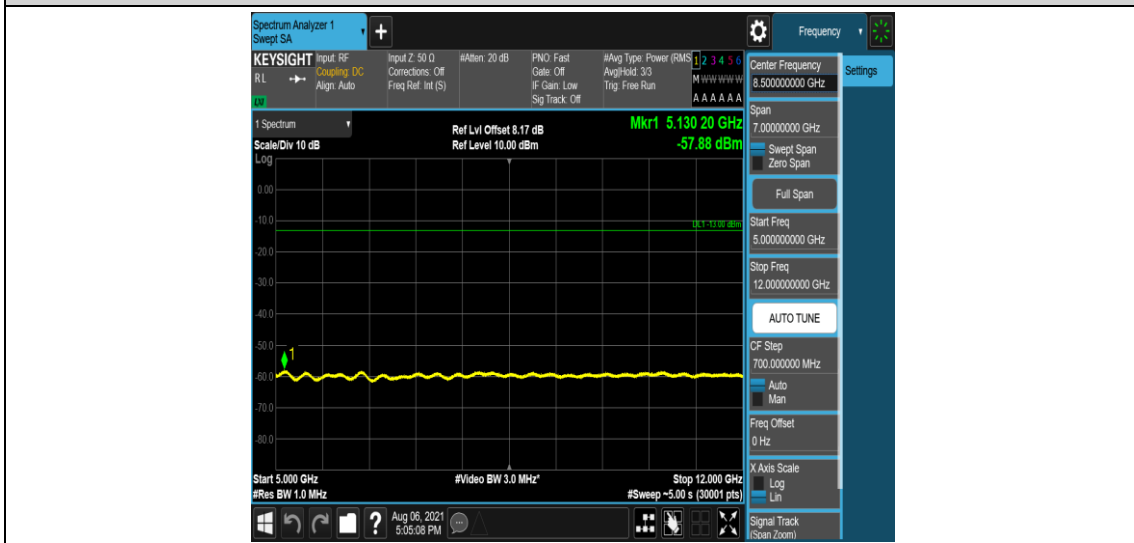 Spectrum Analyzer 1
Swept SA
+
Frequency
KEYSIGHT
RL
LXI
Input: RF
Coupling: DC
Align: Auto
Input Z: 50 Ω
Corrections: Off
Freq Ref: Int (S)
#Atten: 20 dB
PNO: Fast
Gate: Off
IF Gain: Low
Sig Track: Off
#Avg Type: Power (RMS
Avg|Hold: 3/3
Trig: Free Run
1 2 3 4 5 6
M W W W W W
A A A A A A
1 Spectrum
Scale/Div 10 dB
Log
Ref Lvl Offset 8.17 dB
Ref Level 10.00 dBm
Mkr1 5.130 20 GHz
-57.88 dBm
0.00
-10.0
DL1 -13.00 dBm
-20.0
-30.0
-40.0
-50.0
1
-60.0
-70.0
-80.0
Start 5.000 GHz
#Res BW 1.0 MHz
#Video BW 3.0 MHz*
Stop 12.000 GHz
#Sweep ~5.00 s (30001 pts)
Center Frequency
8.500000000 GHz
Settings
Span
7.00000000 GHz
Swept Span
Zero Span
Full Span
Start Freq
5.000000000 GHz
Stop Freq
12.000000000 GHz
AUTO TUNE
CF Step
700.000000 MHz
Auto
Man
Freq Offset
0 Hz
X Axis Scale
Log
Lin
Signal Track
(Span Zoom)
?
Aug 06, 2021
5:05:08 PM